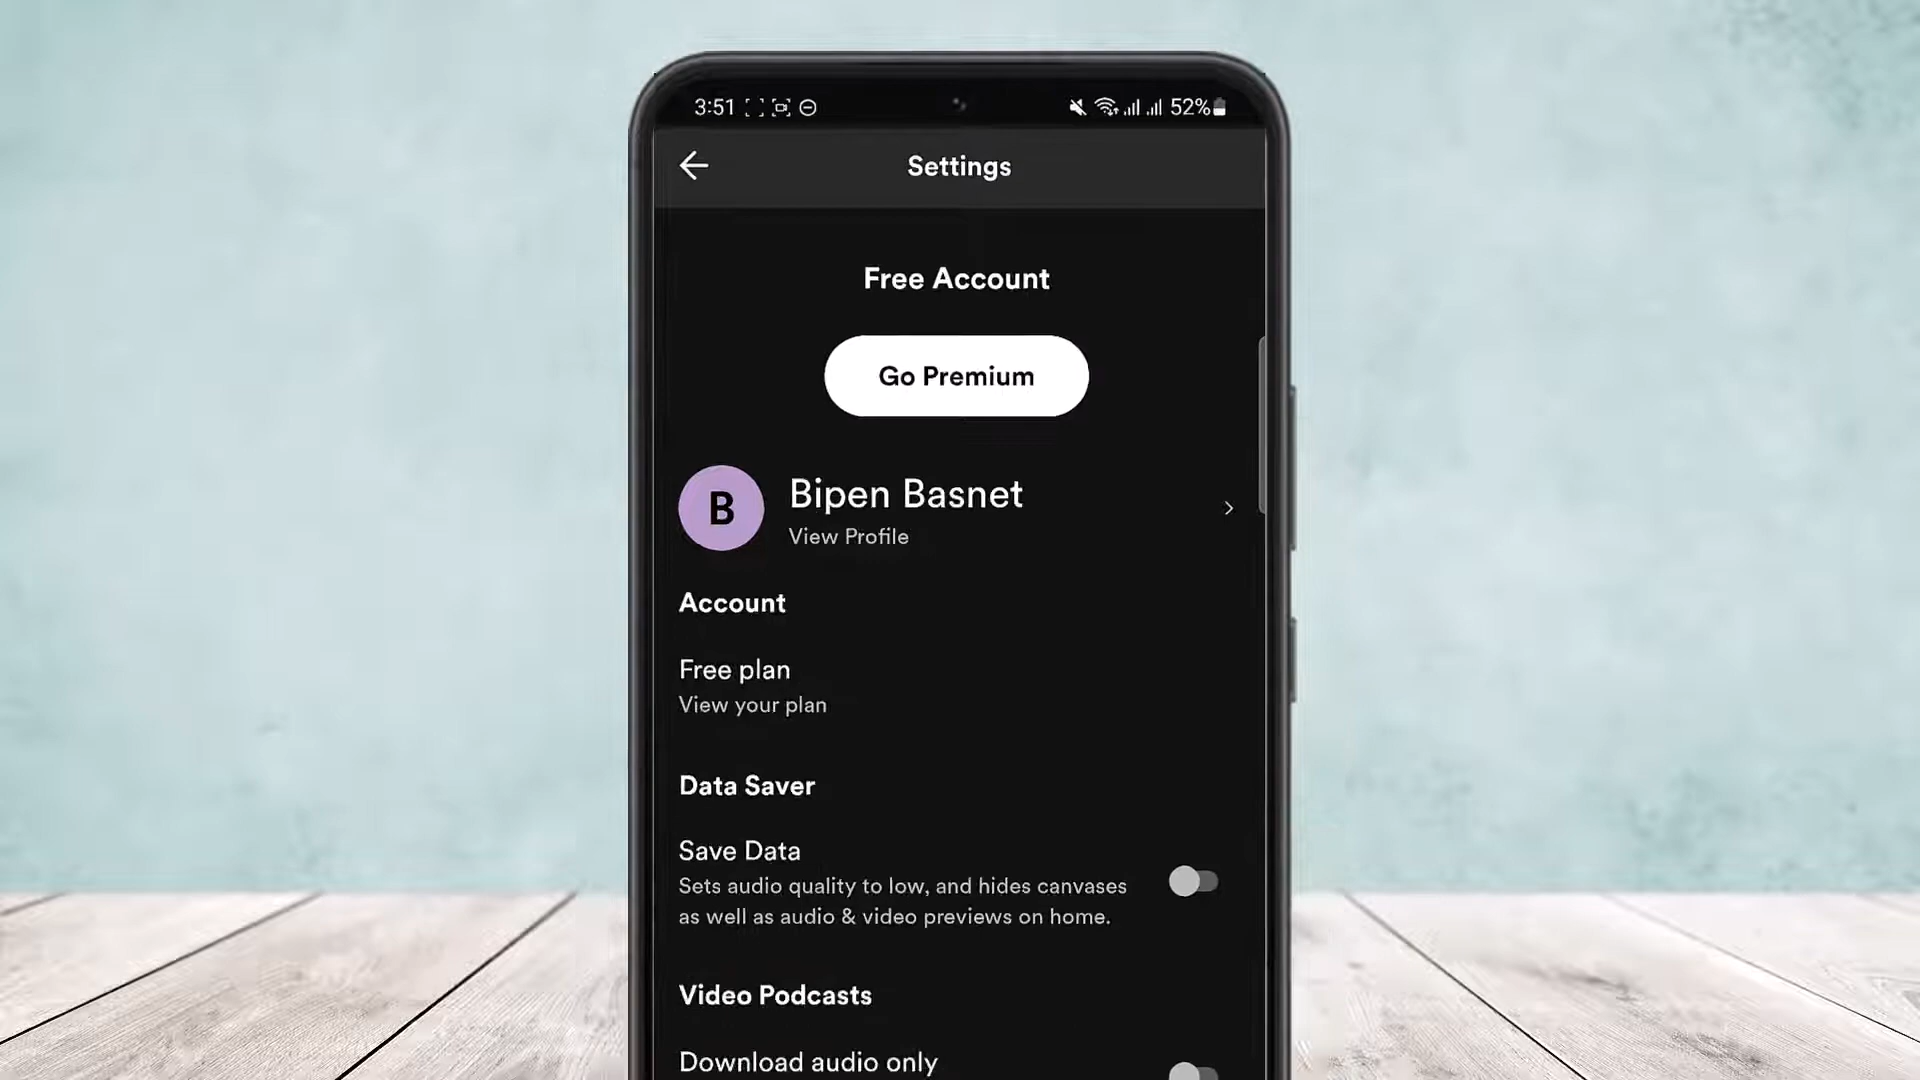 3:51 52%
Settings
Free Account
Go Premium
B
Bipen Basnet
View Profile
Account
Free plan
View your plan
Data Saver
Save Data
Sets audio quality to low, and hides canvases
as well as audio & video previews on home.
Video Podcasts
Download audio only